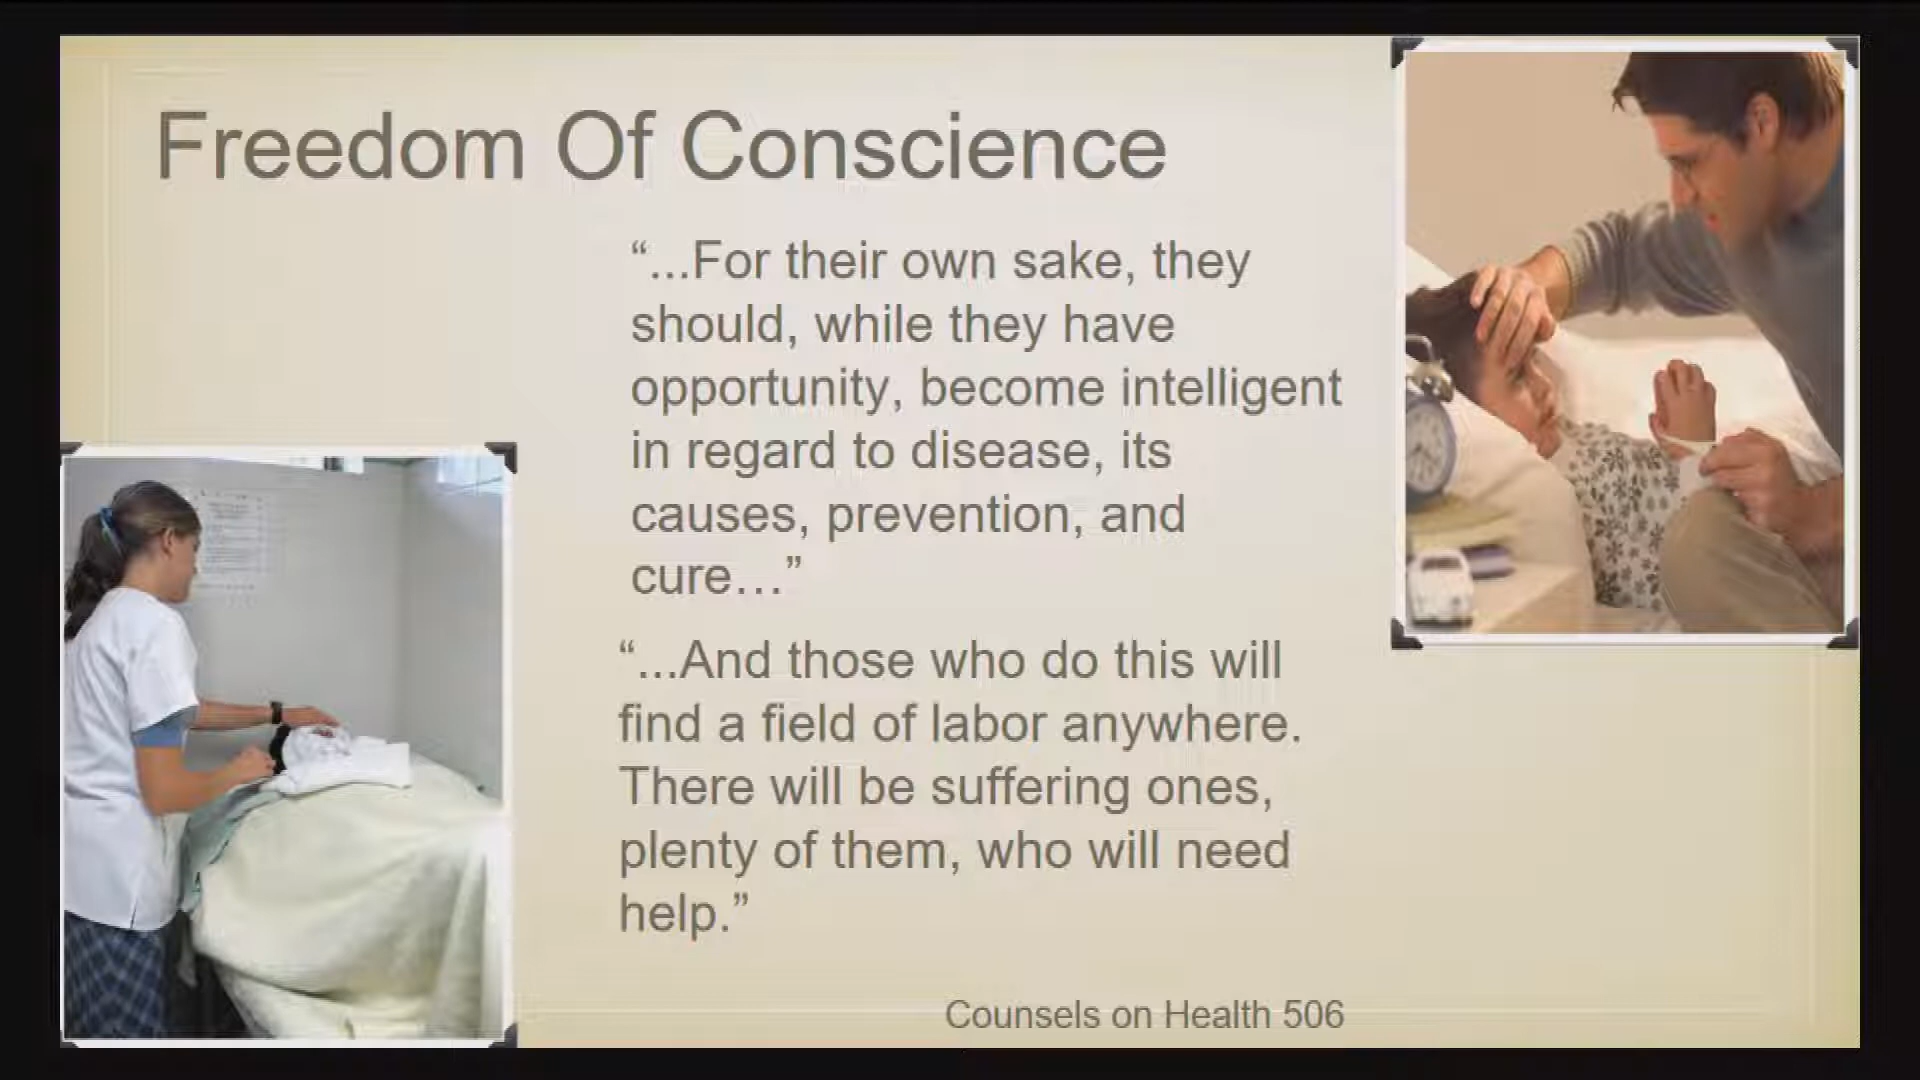 Freedom Of Conscience
“...For their own sake, they
should, while they have
opportunity, become intelligent
in regard to disease, its
causes, prevention, and
cure…”
“...And those who do this will
find a field of labor anywhere.
There will be suffering ones,
plenty of them, who will need
help.”
Counsels on Health 506